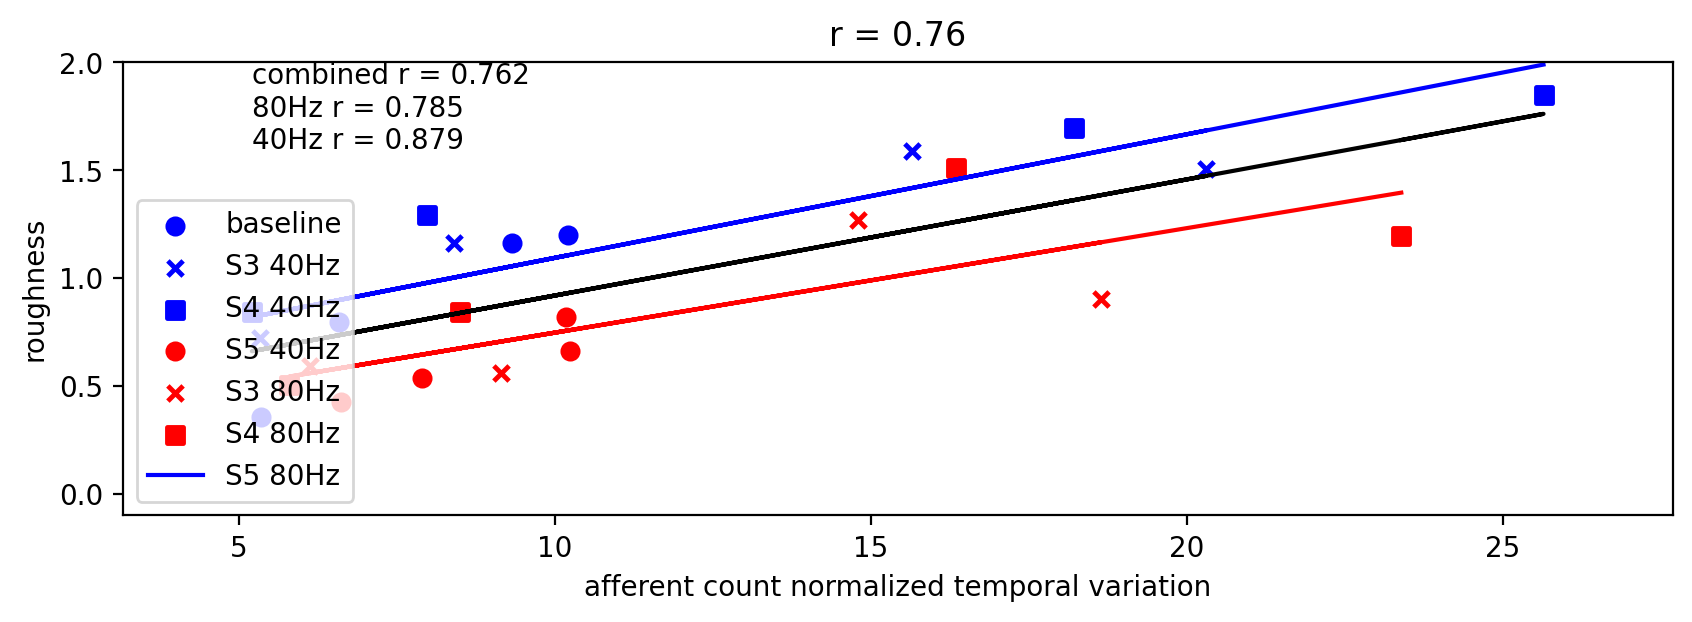 r = 0.76
combined r = 0.762
80Hz r = 0.785
40Hz r = 0.879
baseline
S3 40Hz
S4 40Hz
S5 40Hz
S3 80Hz
S4 80Hz
S5 80Hz
roughness
2.0
1.5
1.0
0.5
0.0
5
10
15
20
25
afferent count normalized temporal variation